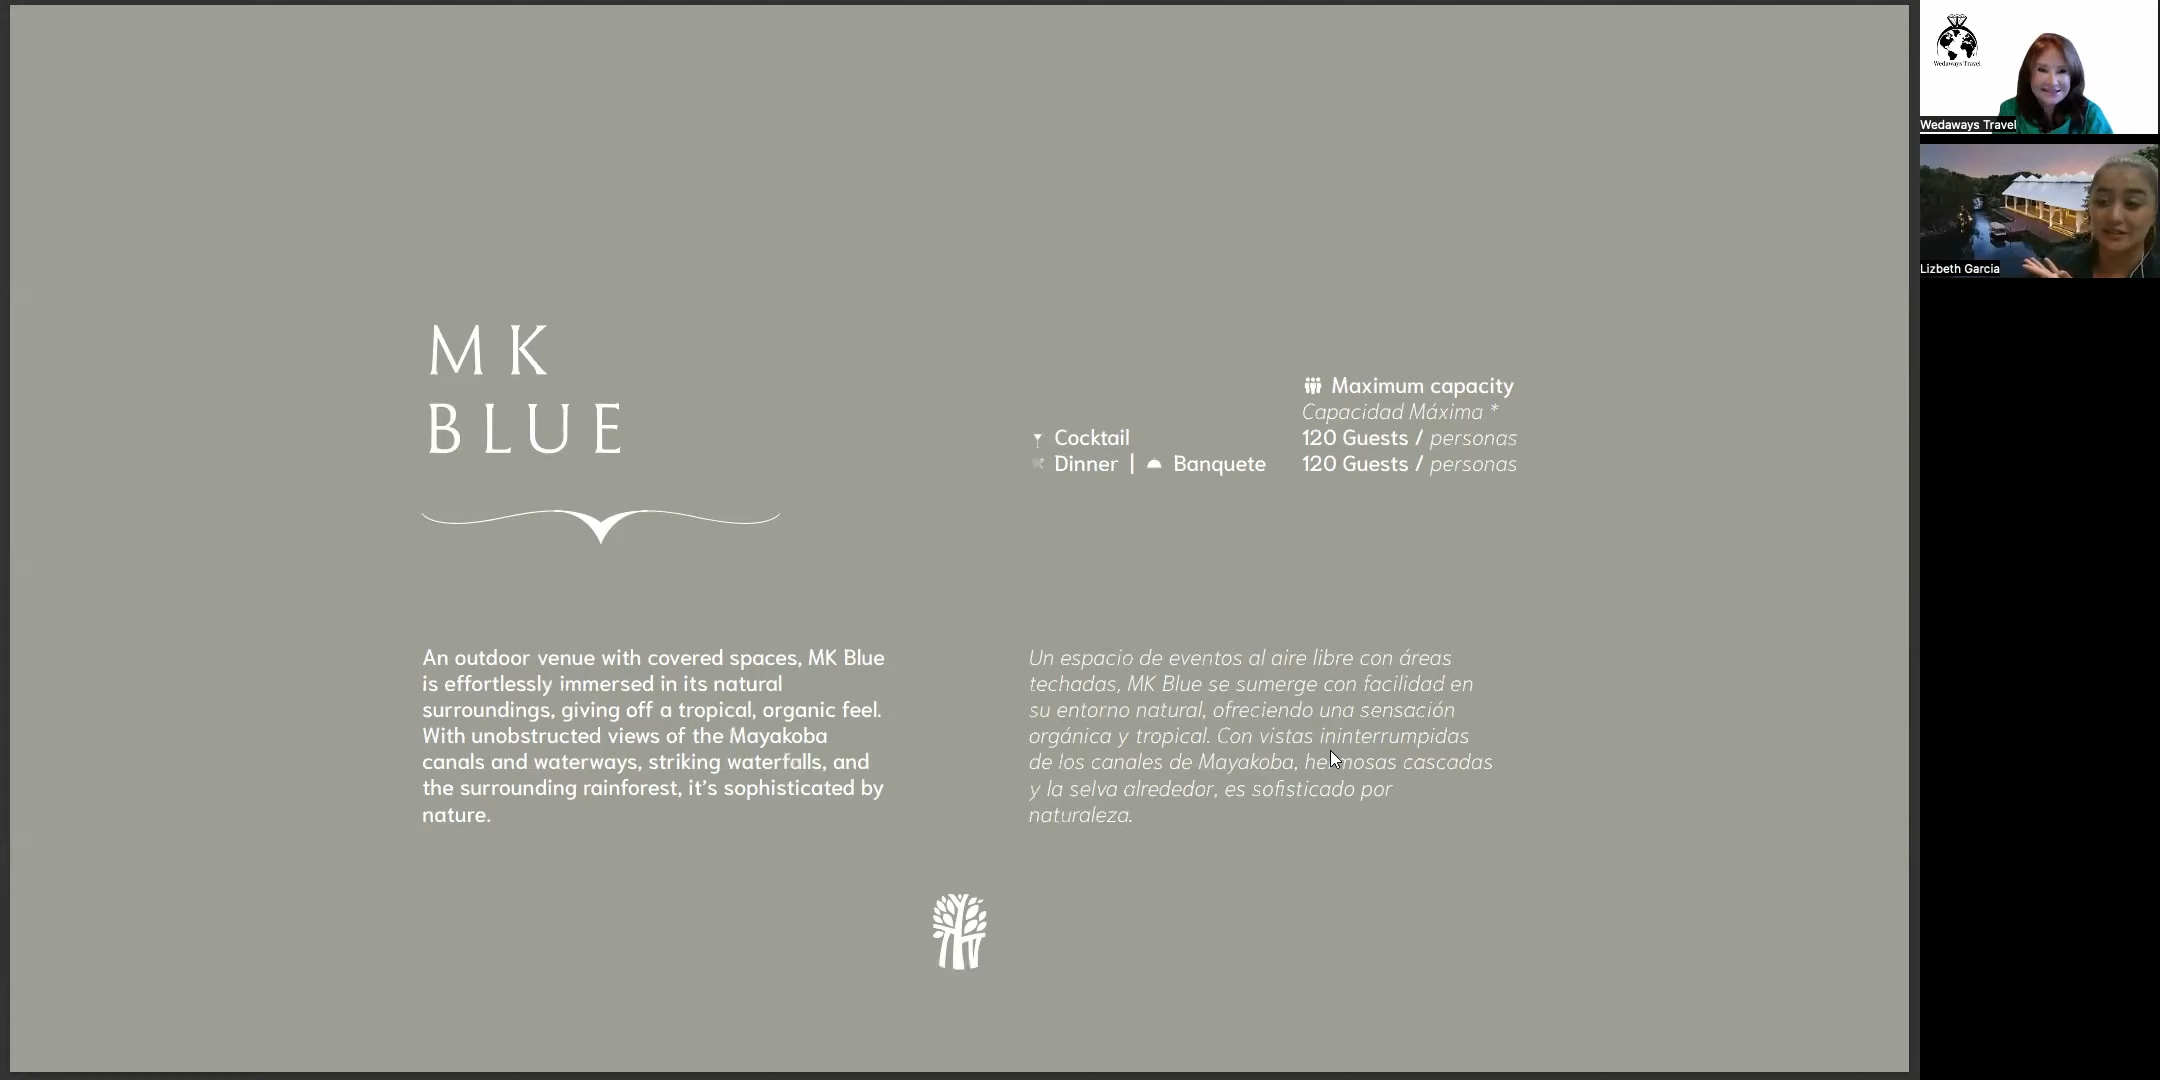 MK
BLUE
Maximum capacity
Capacidad Máxima *
Cocktail
120 Guests / personas
Dinner | Banquete
120 Guests / personas
An outdoor venue with covered spaces, MK Blue
is effortlessly immersed in its natural
surroundings, giving off a tropical, organic feel.
With unobstructed views of the Mayakoba
canals and waterways, striking waterfalls, and
the surrounding rainforest, it's sophisticated by
nature.
Un espacio de eventos al aire libre con áreas
techadas, MK Blue se sumerge con facilidad en
su entorno natural, ofreciendo una sensación
orgánica y tropical. Con vistas ininterrumpidas
de los canales de Mayakoba, hermosas cascadas
y la selva alrededor, es sofisticado por
naturaleza.
Wedaways Travel
Wedaways Travel
Lizbeth Garcia